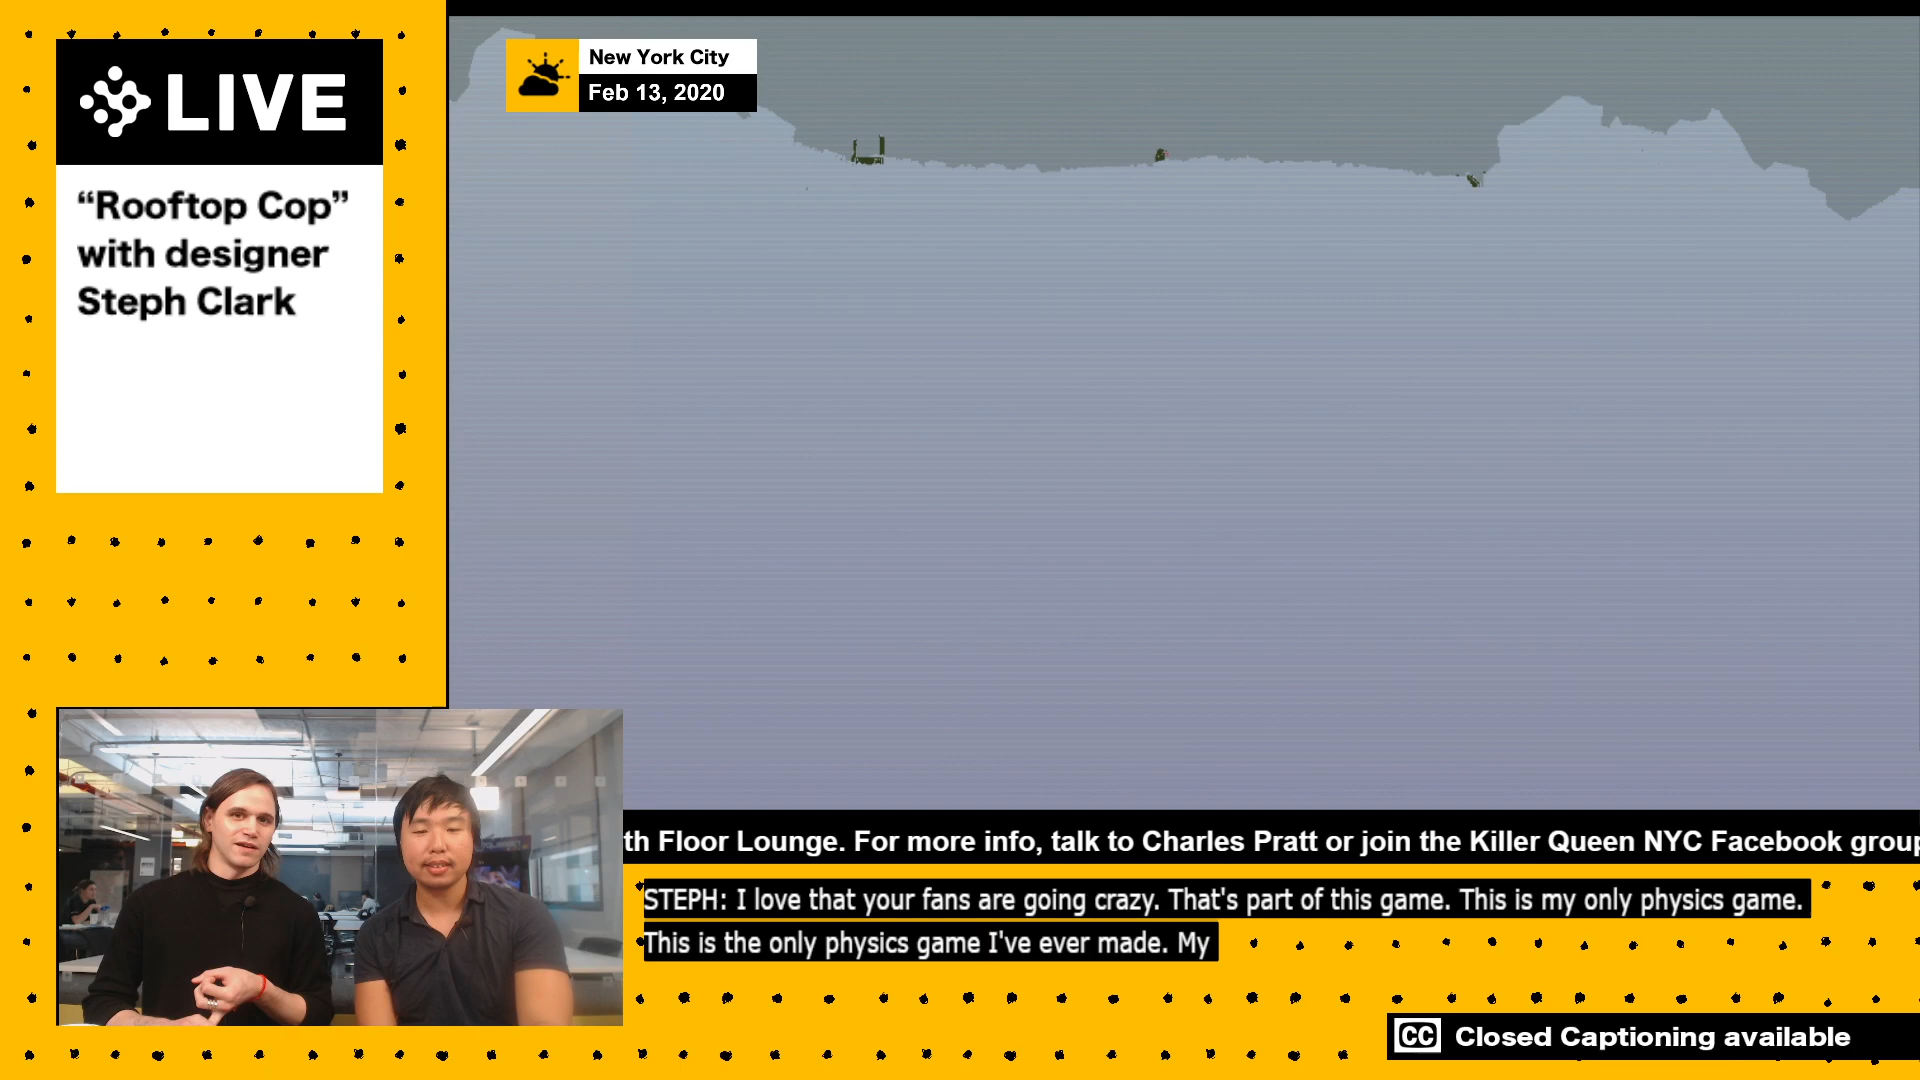 LIVE
“Rooftop Cop”
with designer
Steph Clark
New York City
Feb 13, 2020
th Floor Lounge. For more info, talk to Charles Pratt or join the Killer Queen NYC Facebook group
STEPH: I love that your fans are going crazy. That's part of this game. This is my only physics game.
This is the only physics game I've ever made. My
CC Closed Captioning available